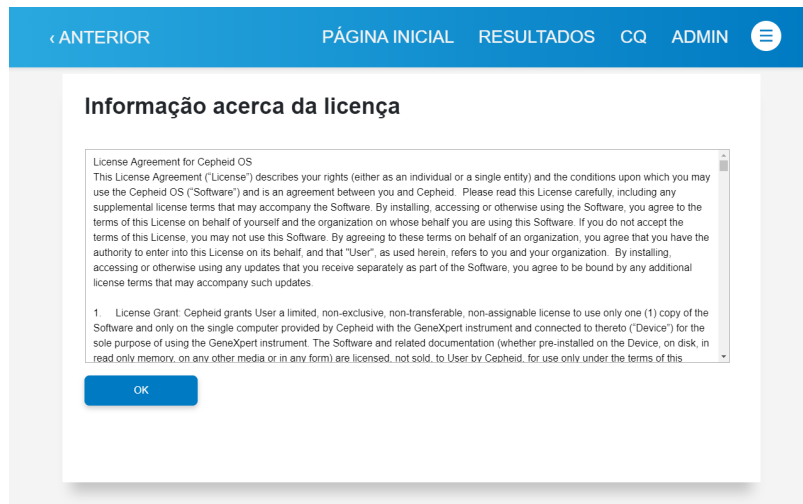 ‹ ANTERIOR PÁGINA INICIAL RESULTADOS CQ ADMIN
Informação acerca da licença
License Agreement for Cepheid OS
This License Agreement ("License") describes your rights (either as an individual or a single entity) and the conditions upon which you may
use the Cepheid OS ("Software") and is an agreement between you and Cepheid. Please read this License carefully, including any
supplemental license terms that may accompany the Software. By installing, accessing or otherwise using the Software, you agree to the
terms of this License on behalf of yourself and the organization on whose behalf you are using this Software. If you do not accept the
terms of this License, you may not use this Software. By agreeing to these terms on behalf of an organization, you agree that you have the
authority to enter into this License on its behalf, and that "User", as used herein, refers to you and your organization. By installing,
accessing or otherwise using any updates that you receive separately as part of the Software, you agree to be bound by any additional
license terms that may accompany such updates.
1. License Grant: Cepheid grants User a limited, non-exclusive, non-transferable, non-assignable license to use only one (1) copy of the
Software and only on the single computer provided by Cepheid with the GeneXpert instrument and connected to thereto ("Device") for the
sole purpose of using the GeneXpert instrument. The Software and related documentation (whether pre-installed on the Device, on disk, in
read only memory, on any other media or in any form) are licensed, not sold, to User by Cepheid, for use only under the terms of this
OK